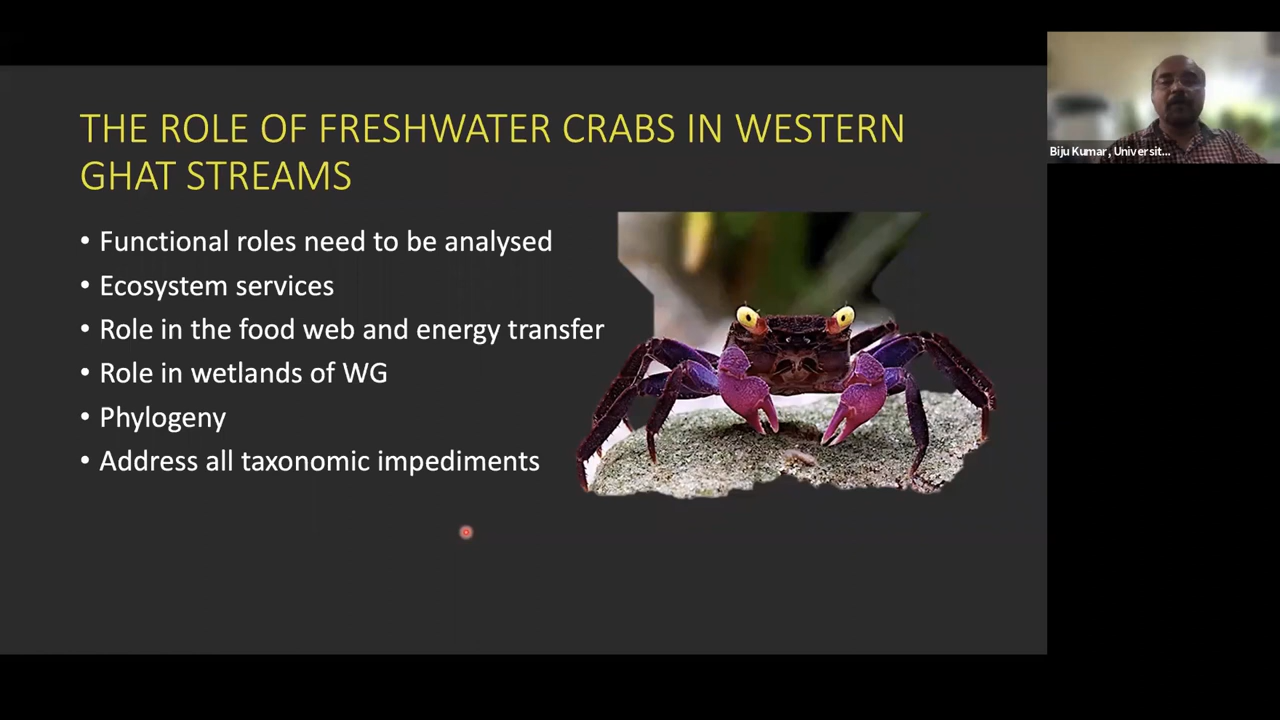 THE ROLE OF FRESHWATER CRABS IN WESTERN
GHAT STREAMS
• Functional roles need to be analysed
• Ecosystem services
• Role in the food web and energy transfer
• Role in wetlands of WG
• Phylogeny
• Address all taxonomic impediments
Biju Kumar, Universit...